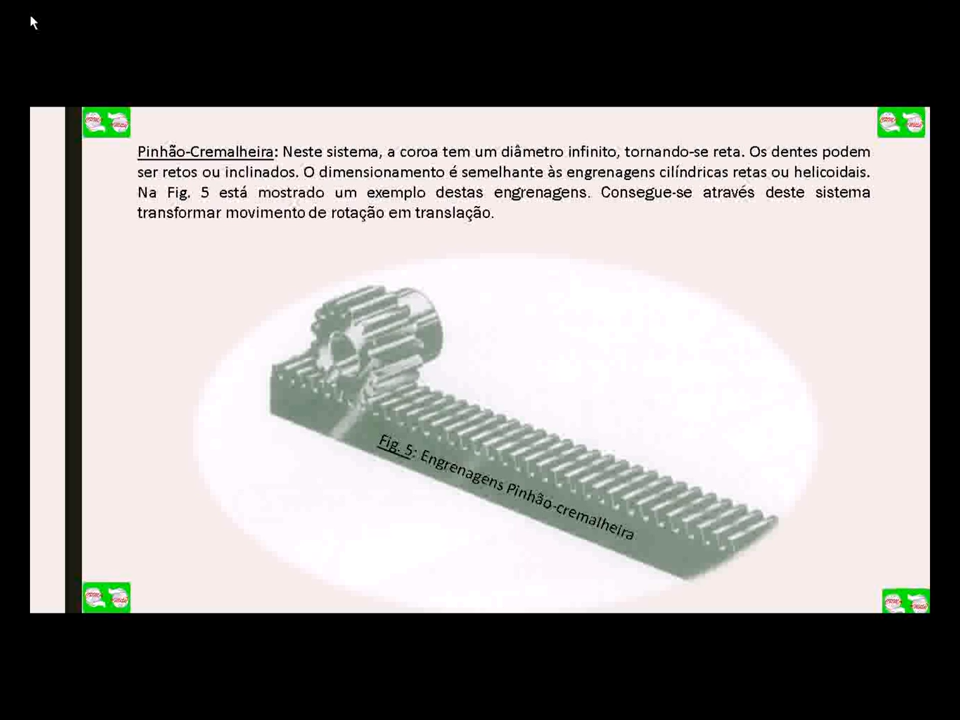 Pinhão-Cremalheira: Neste sistema, a coroa tem um diâmetro infinito, tornando-se reta. Os dentes podem
ser retos ou inclinados. O dimensionamento é semelhante às engrenagens cilíndricas retas ou helicoidais.
Na Fig. 5 está mostrado um exemplo destas engrenagens. Consegue-se através deste sistema
transformar movimento de rotação em translação.
Fig. 5: Engrenagens Pinhão-cremalheira